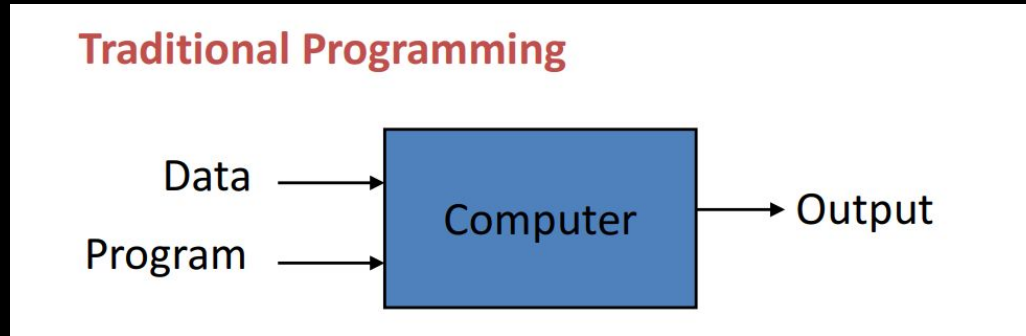 Traditional Programming
Data
Program
Computer
Output